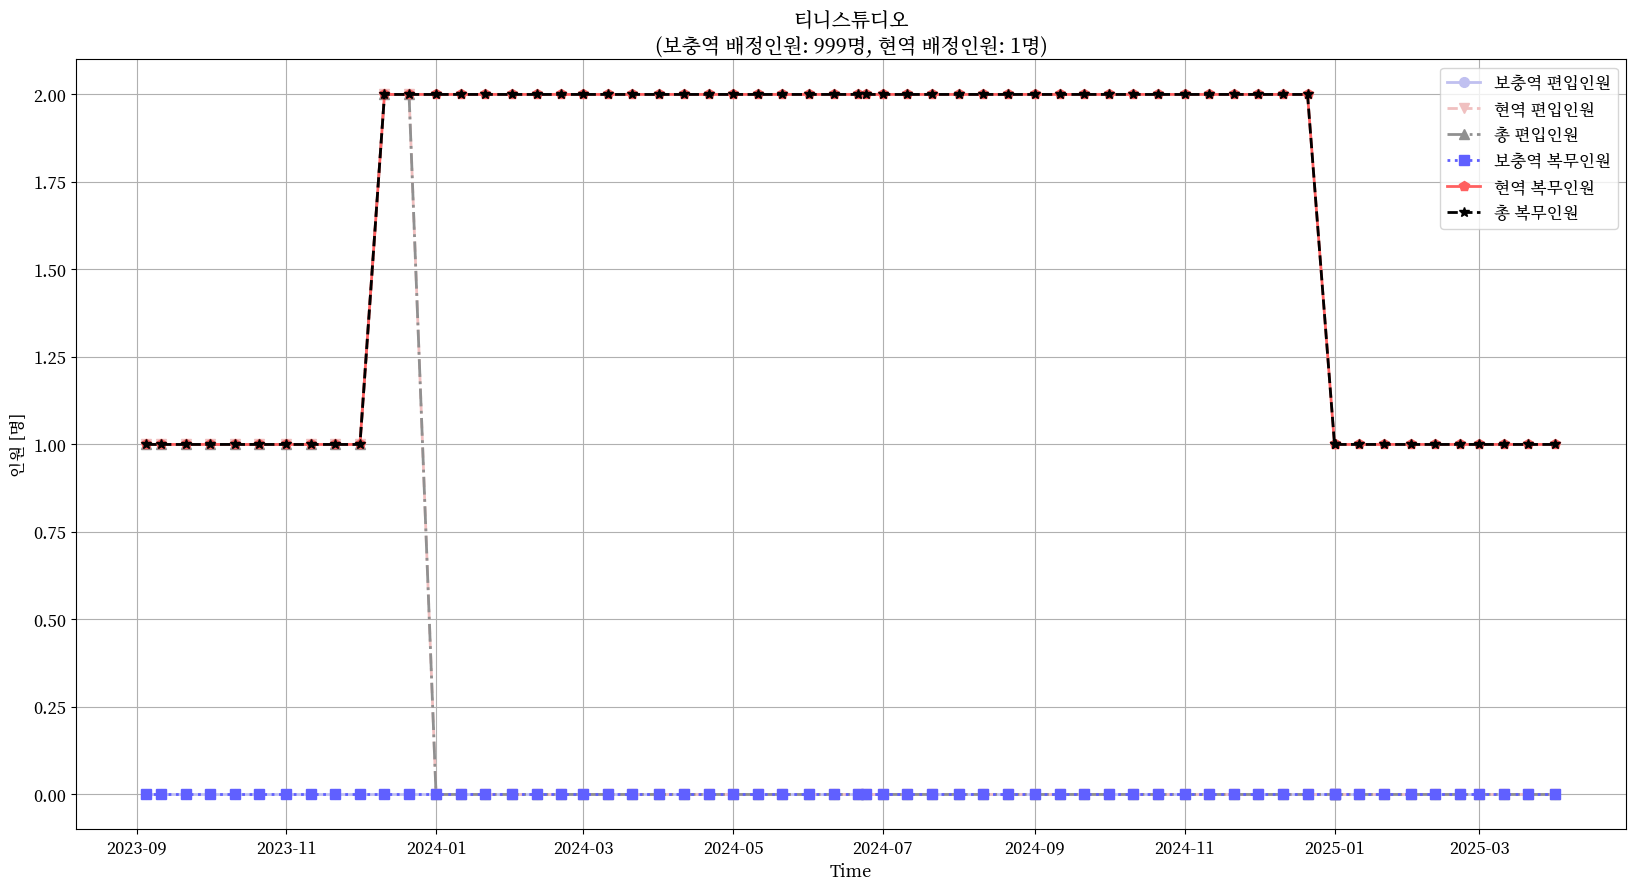 티니스튜디오
(보충역 배정인원: 999명, 현역 배정인원: 1명)
보충역 편입인원
현역 편입인원
총 편입인원
보충역 복무인원
현역 복무인원
총 복무인원
인원 [명]
2.00
1.75
1.50
1.25
1.00
0.75
0.50
0.25
0.00
2023-09 2023-11 2024-01 2024-03 2024-05 2024-07 2024-09 2024-11 2025-01 2025-03
Time